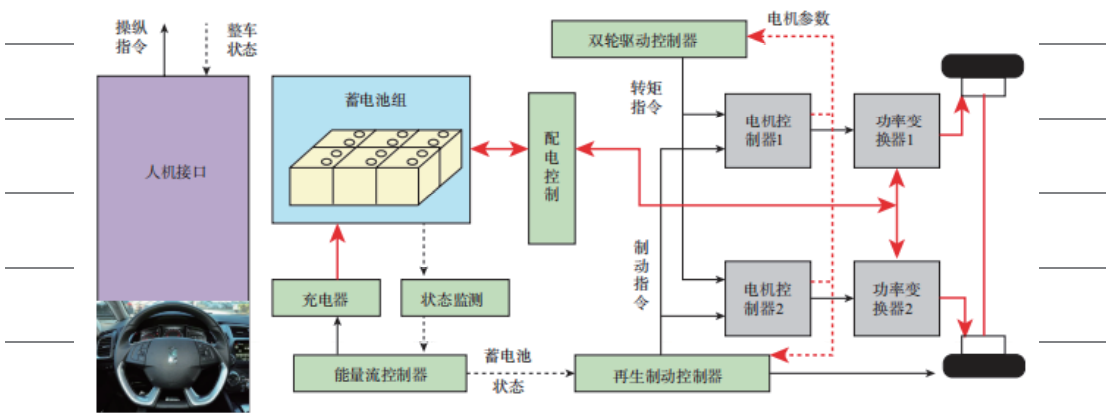 操纵
指令
整车
状态
人机接口
蓄电池组
充电器
状态监测
能量流控制器
蓄电池
状态
配电控制
双轮驱动控制器
电机参数
转矩
指令
电机控
制器1
功率变
换器1
制动指令
电机控
制器2
功率变
换器2
再生制动控制器